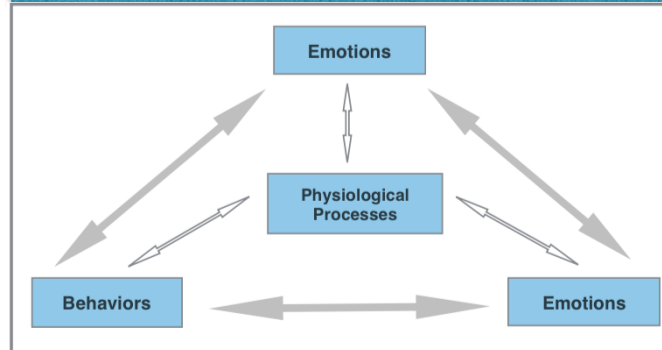 Emotions
Physiological
Processes
Behaviors
Emotions